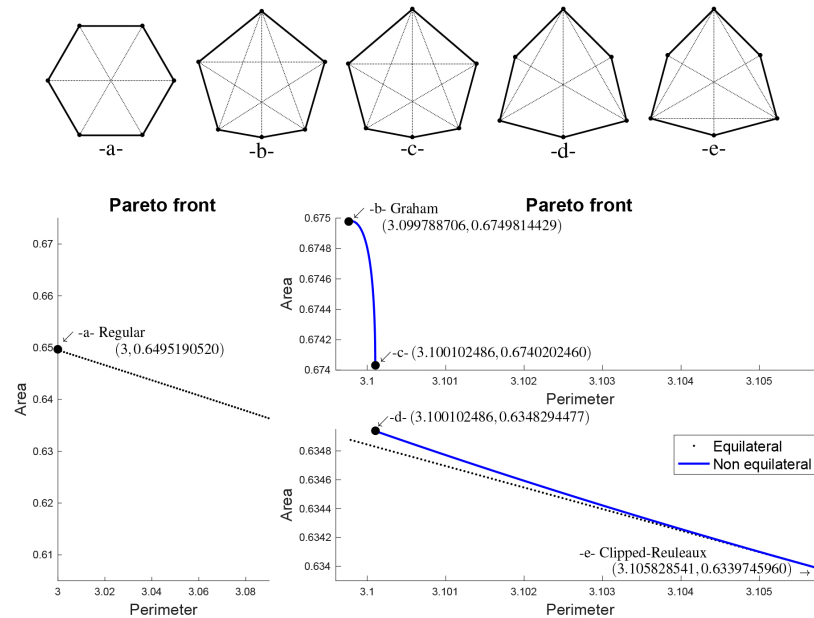 -a-
-b-
-c-
-d-
-e-
Pareto front
0.67
0.66
0.65
0.64
0.63
0.62
0.61
Area
-a- Regular
(3, 0.6495190520)
3
3.02
3.04
3.06
3.08
Perimeter
Pareto front
0.675
0.6748
0.6746
0.6744
0.6742
0.674
Area
-b- Graham
(3.099788706, 0.6749814429)
-c- (3.100102486, 0.6740202460)
3.1
3.101
3.102
3.103
3.104
3.105
Perimeter
-d- (3.100102486, 0.6348294477)
0.6348
0.6346
0.6344
0.6342
0.634
Area
Equilateral
Non equilateral
-e- Clipped-Reuleaux
(3.105828541, 0.6339745960) →
3.1
3.101
3.102
3.103
3.104
3.105
Perimeter